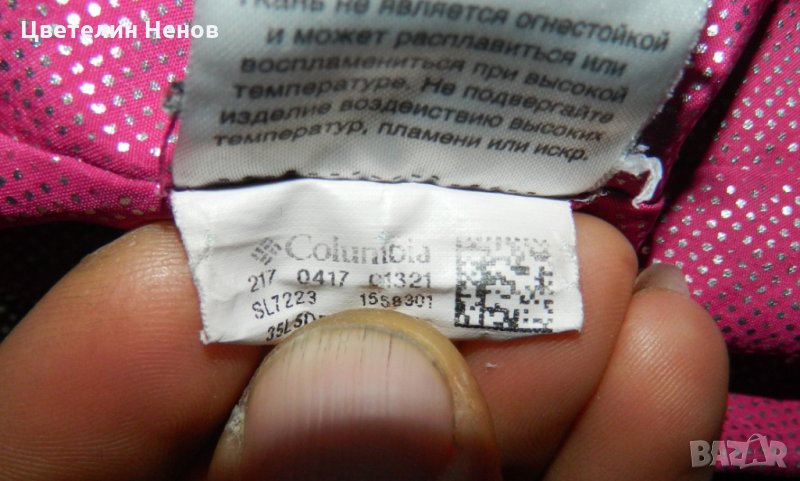 Цветелин Ненов
Ткань не является огнестойкой
и может расплавиться или
воспламениться при высокой
температуре. Не подвергайте
изделие воздействию высоких
температур, пламени или искр.
Columbia
217 0417 01321
SL7223 1558301
BAZAR